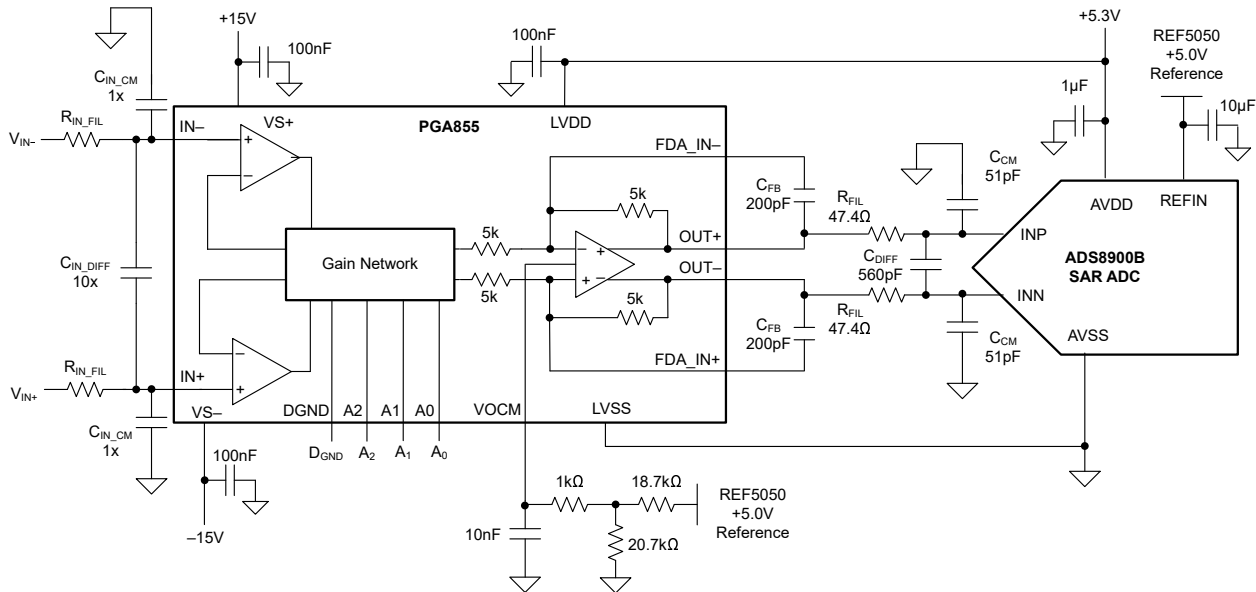 +15V
100nF
100nF
+5.3V
REF5050
+5.0V
Reference
1µF
10µF
C_IN_CM
1x
R_IN_FIL
V_IN–
IN–
VS+
PGA855
LVDD
FDA_IN–
C_FB
200pF
R_FIL
47.4Ω
C_CM
51pF
AVDD
REFIN
5k
5k
OUT+
INP
Gain Network
C_IN_DIFF
10x
OUT–
C_DIFF
560pF
ADS8900B
SAR ADC
5k
5k
INN
R_FIL
47.4Ω
C_FB
200pF
C_CM
51pF
AVSS
FDA_IN+
R_IN_FIL
V_IN+
IN+
VS–
DGND
A2
A1
A0
VOCM
LVSS
C_IN_CM
1x
100nF
D_GND
A_2
A_1
A_0
–15V
1kΩ
18.7kΩ
REF5050
+5.0V
Reference
10nF
20.7kΩ
+
–
–
–
+
–
+
+
–